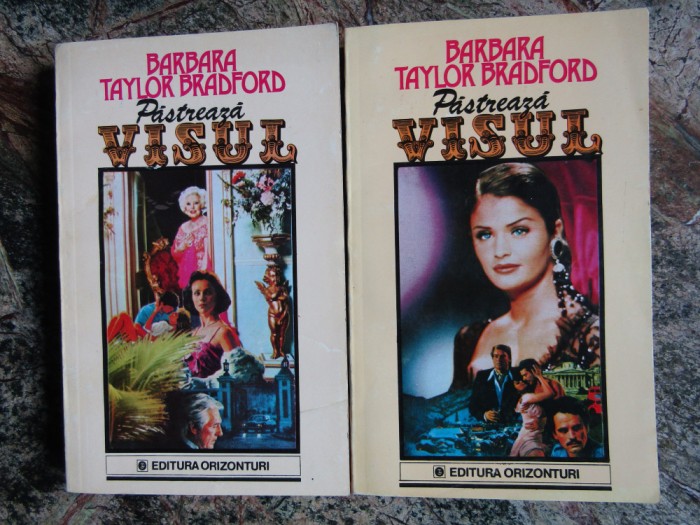 BARBARA
TAYLOR BRADFORD
Păstrează
VISUL
EDITURA ORIZONTURI
BARBARA
TAYLOR BRADFORD
Păstrează
VISUL
EDITURA ORIZONTURI